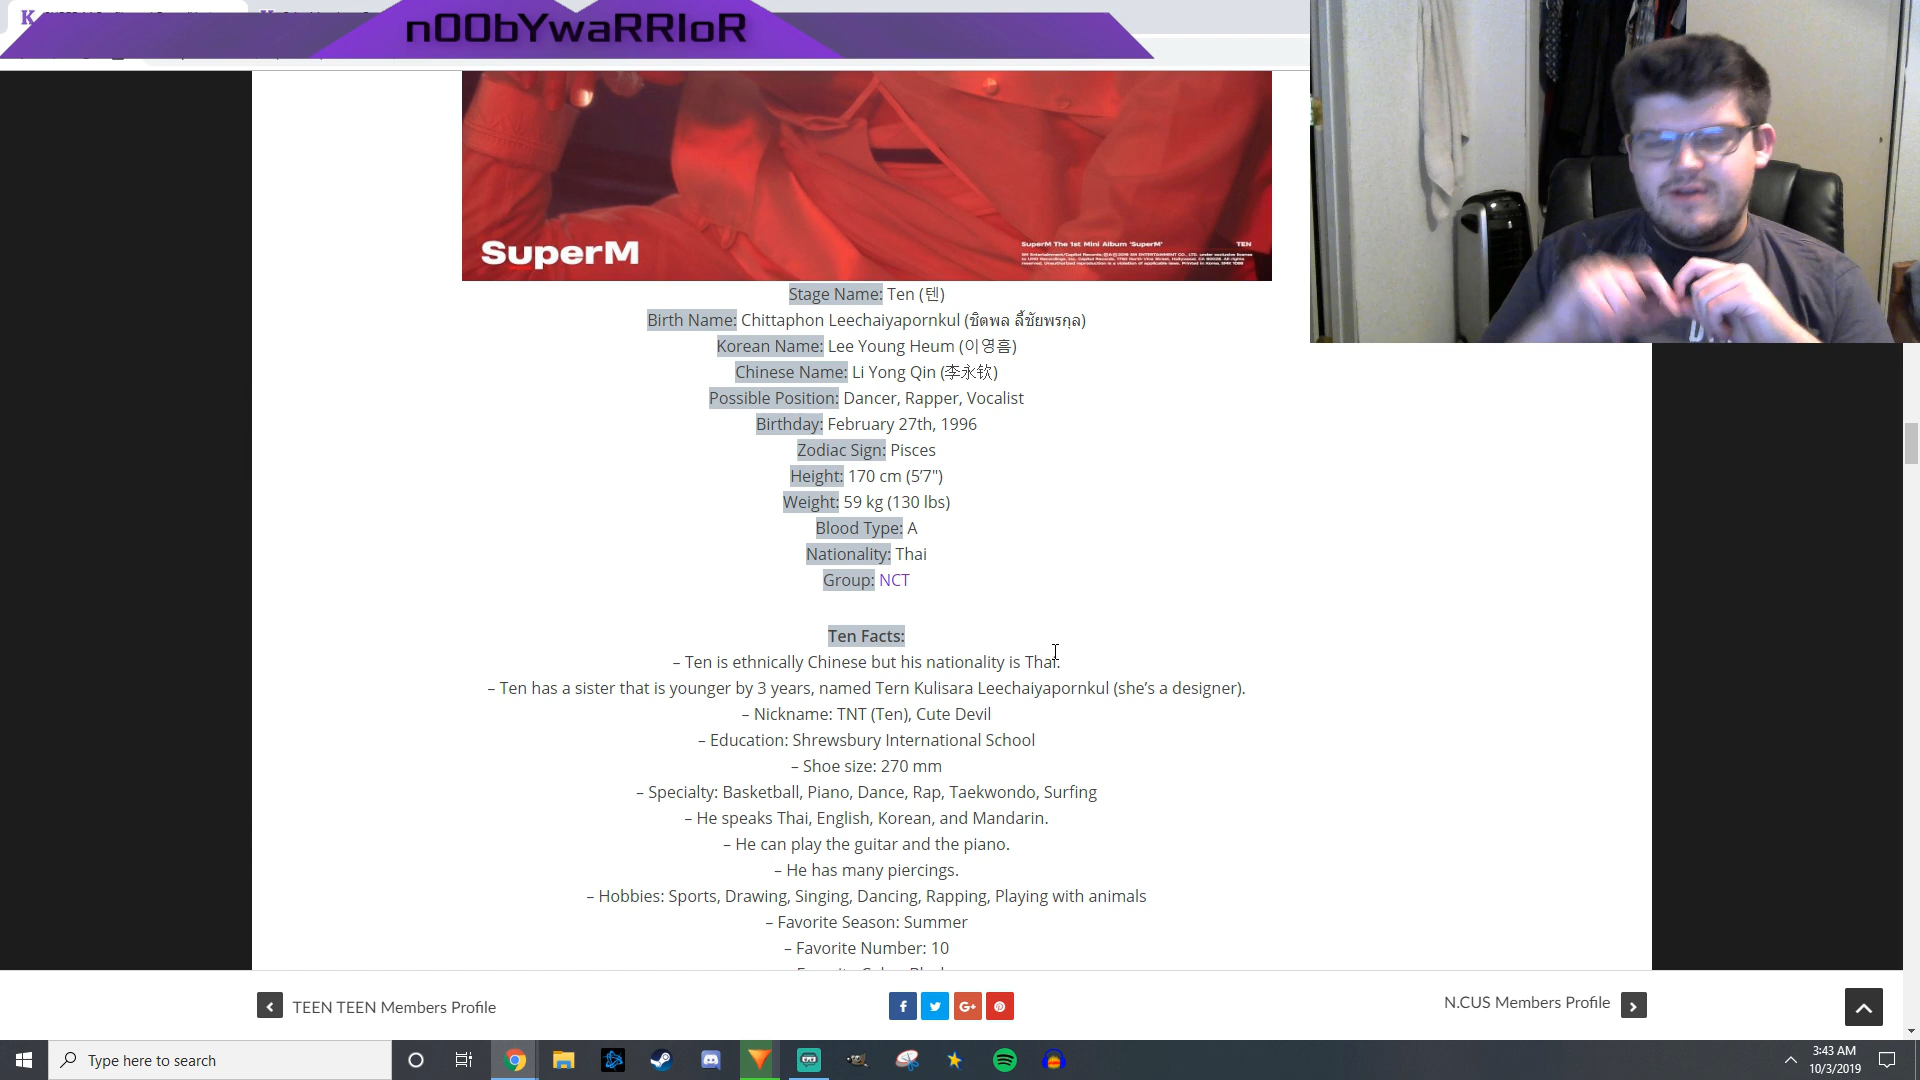 n00bYwaRRIoR
SuperM
SuperM The 1st Mini Album 'SuperM'
TEN
Stage Name: Ten (텐)
Birth Name: Chittaphon Leechaiyapornkul (ชิตพล ลี้ชัยพรกุล)
Korean Name: Lee Young Heum (이영흠)
Chinese Name: Li Yong Qin (李永钦)
Possible Position: Dancer, Rapper, Vocalist
Birthday: February 27th, 1996
Zodiac Sign: Pisces
Height: 170 cm (5’7″)
Weight: 59 kg (130 lbs)
Blood Type: A
Nationality: Thai
Group: NCT
Ten Facts:
– Ten is ethnically Chinese but his nationality is Thai.
– Ten has a sister that is younger by 3 years, named Tern Kulisara Leechaiyapornkul (she’s a designer).
– Nickname: TNT (Ten), Cute Devil
– Education: Shrewsbury International School
– Shoe size: 270 mm
– Specialty: Basketball, Piano, Dance, Rap, Taekwondo, Surfing
– He speaks Thai, English, Korean, and Mandarin.
– He can play the guitar and the piano.
– He has many piercings.
– Hobbies: Sports, Drawing, Singing, Dancing, Rapping, Playing with animals
– Favorite Season: Summer
– Favorite Number: 10
TEEN TEEN Members Profile
N.CUS Members Profile
Type here to search
3:43 AM
10/3/2019